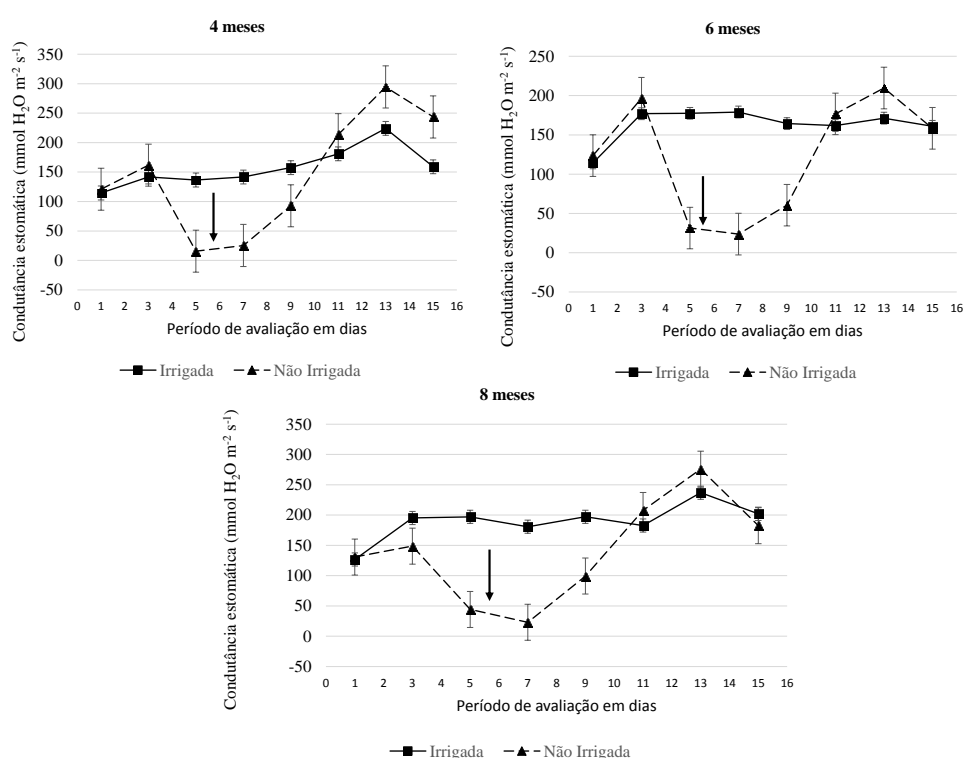 4 meses
Condutância estomática (mmol H₂O m⁻² s⁻¹)
350
300
250
200
150
100
50
0
-50
0 1 2 3 4 5 6 7 8 9 10 11 12 13 14 15 16
Período de avaliação em dias
Irrigada Não Irrigada
6 meses
Condutância estomática (mmol H₂O m⁻² s⁻¹)
250
200
150
100
50
0
-50
0 1 2 3 4 5 6 7 8 9 10 11 12 13 14 15 16
Período de avaliação em dias
Irrigada Não Irrigada
8 meses
Condutância estomática (mmol H₂O m⁻² s⁻¹)
350
300
250
200
150
100
50
0
-50
0 1 2 3 4 5 6 7 8 9 10 11 12 13 14 15 16
Período de avaliação em dias
Irrigada Não Irrigada